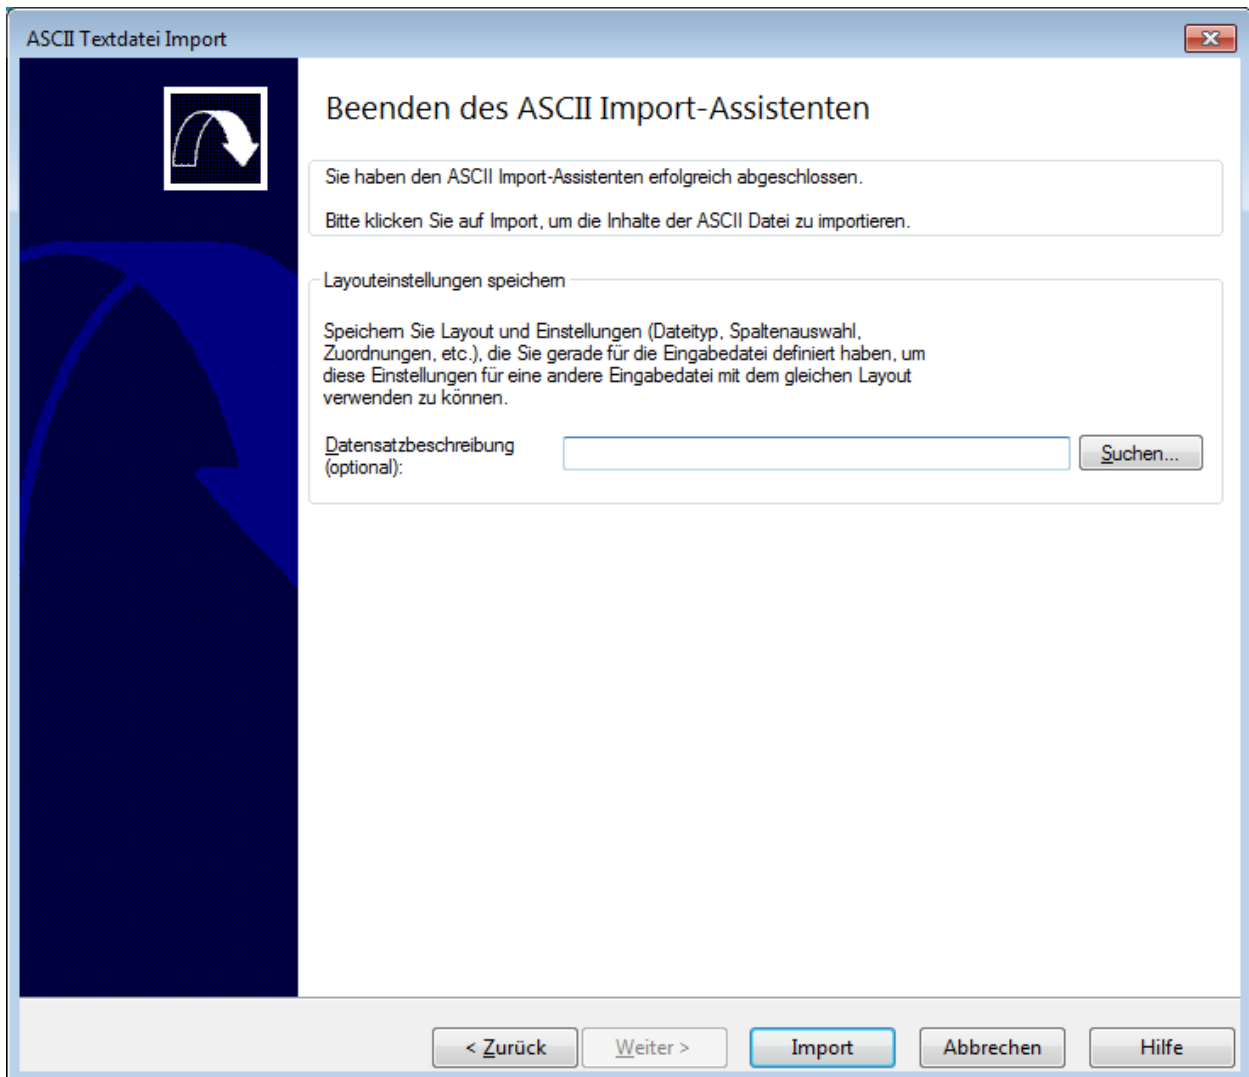 ASCII Textdatei Import
Beenden des ASCII Import-Assistenten
Sie haben den ASCII Import-Assistenten erfolgreich abgeschlossen.
Bitte klicken Sie auf Import, um die Inhalte der ASCII Datei zu importieren.
Layouteinstellungen speichern
Speichern Sie Layout und Einstellungen (Dateityp, Spaltenauswahl,
Zuordnungen, etc.), die Sie gerade für die Eingabedatei definiert haben, um
diese Einstellungen für eine andere Eingabedatei mit dem gleichen Layout
verwenden zu können.
Datensatzbeschreibung
(optional):
Suchen...
< Zurück
Weiter >
Import
Abbrechen
Hilfe